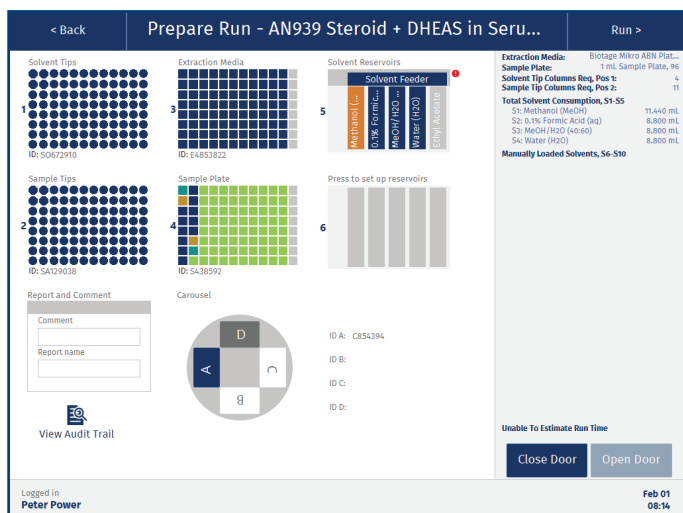 < Back
Prepare Run - AN939 Steroid + DHEAS in Seru...
Run >
Solvent Tips
1
ID: SO672910
Extraction Media
3
ID: E4853822
Solvent Reservoirs
5
Solvent Feeder
!
Methanol (...
0.1% Formic...
MeOH/H2O ...
Water (H2O)
Ethyl Acetate
Sample Tips
2
ID: SA129038
Sample Plate
4
ID: S438592
Press to set up reservoirs
6
Report and Comment
Comment
Report name
View Audit Trail
Carousel
D
A
C
B
ID A: C854394
ID B:
ID C:
ID D:
Extraction Media: Biotage Mikro ABN Plat...
Sample Plate: 1 mL Sample Plate, 96
Solvent Tip Columns Req, Pos 1: 4
Sample Tip Columns Req, Pos 2: 11
Total Solvent Consumption, S1-S5
S1: Methanol (MeOH) 11.440 mL
S2: 0.1% Formic Acid (aq) 8.800 mL
S3: MeOH/H2O (40:60) 8.800 mL
S4: Water (H2O) 8.800 mL
Manually Loaded Solvents, S6-S10
Unable To Estimate Run Time
Close Door
Open Door
Logged in
Peter Power
Feb 01
08:14